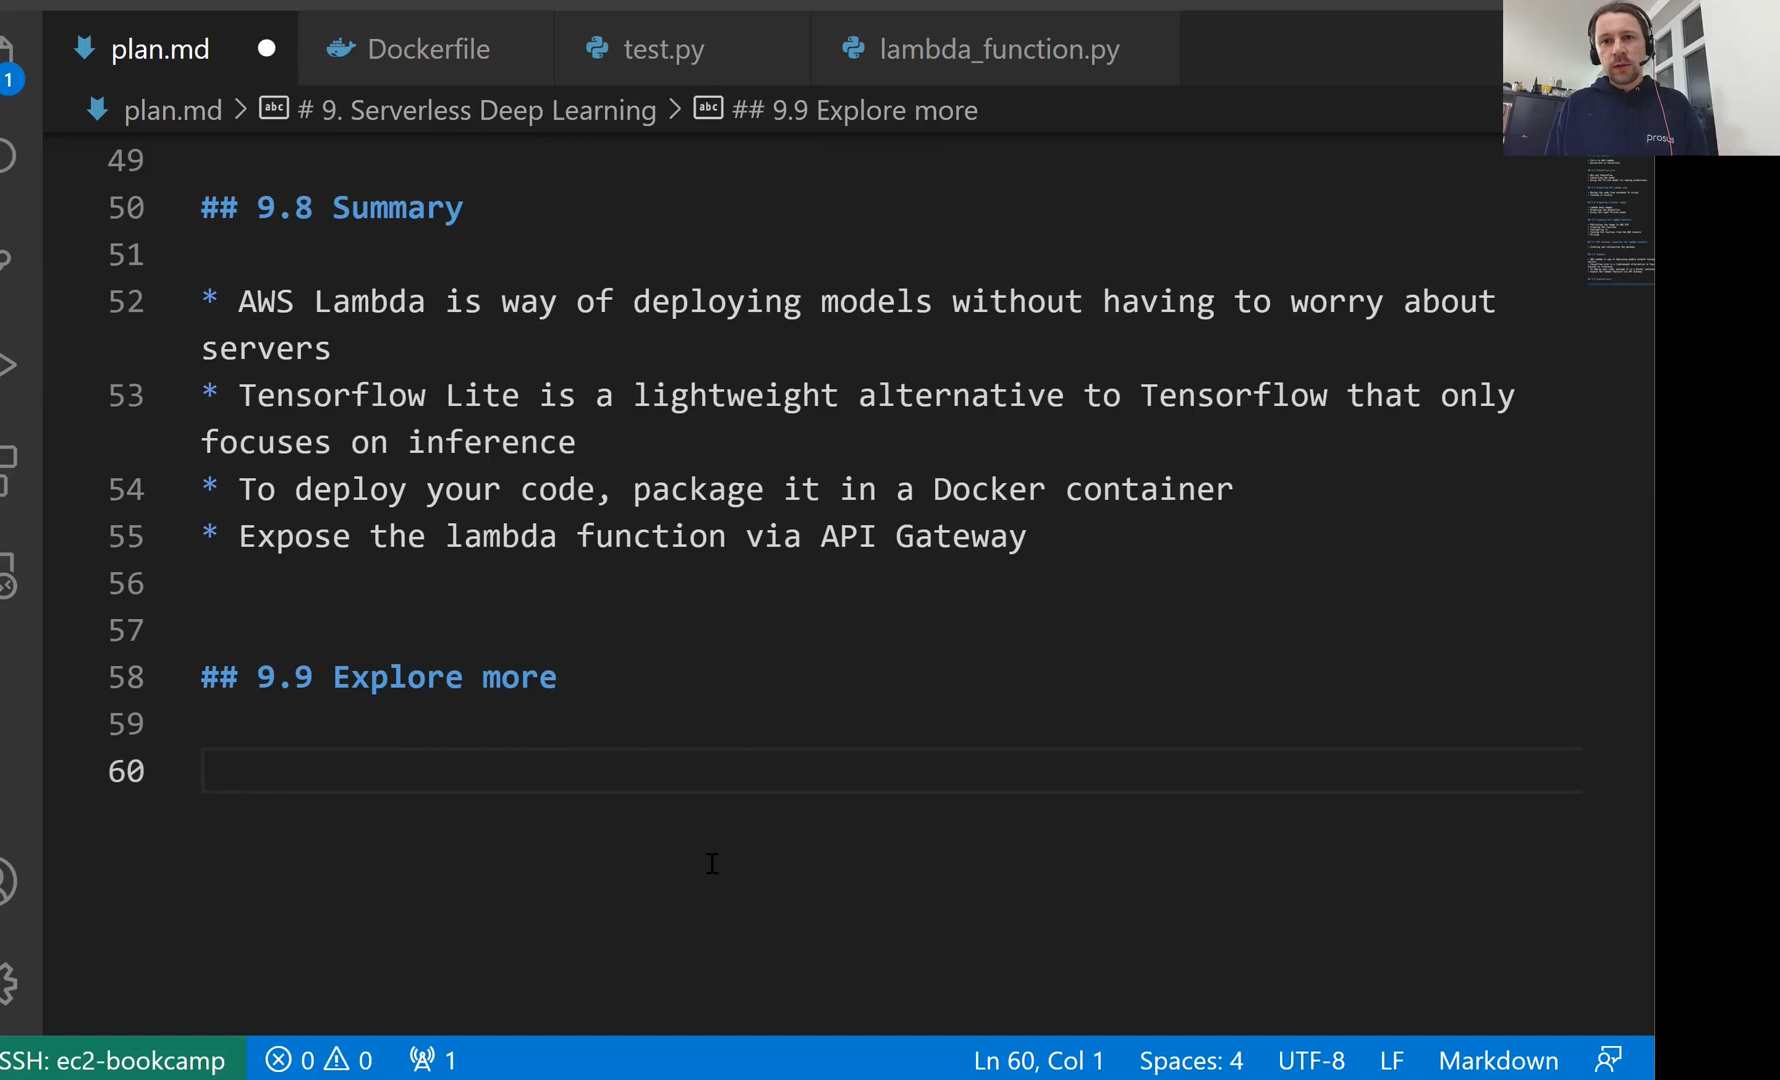 plan.md
Dockerfile
test.py
lambda_function.py
1
plan.md > abc # 9. Serverless Deep Learning > abc ## 9.9 Explore more
prosus
49
50 ## 9.8 Summary
51
52 * AWS Lambda is way of deploying models without having to worry about
servers
53 * Tensorflow Lite is a lightweight alternative to Tensorflow that only
focuses on inference
54 * To deploy your code, package it in a Docker container
55 * Expose the lambda function via API Gateway
56
57
58 ## 9.9 Explore more
59
60
SSH: ec2-bookcamp 0 0 1 Ln 60, Col 1 Spaces: 4 UTF-8 LF Markdown